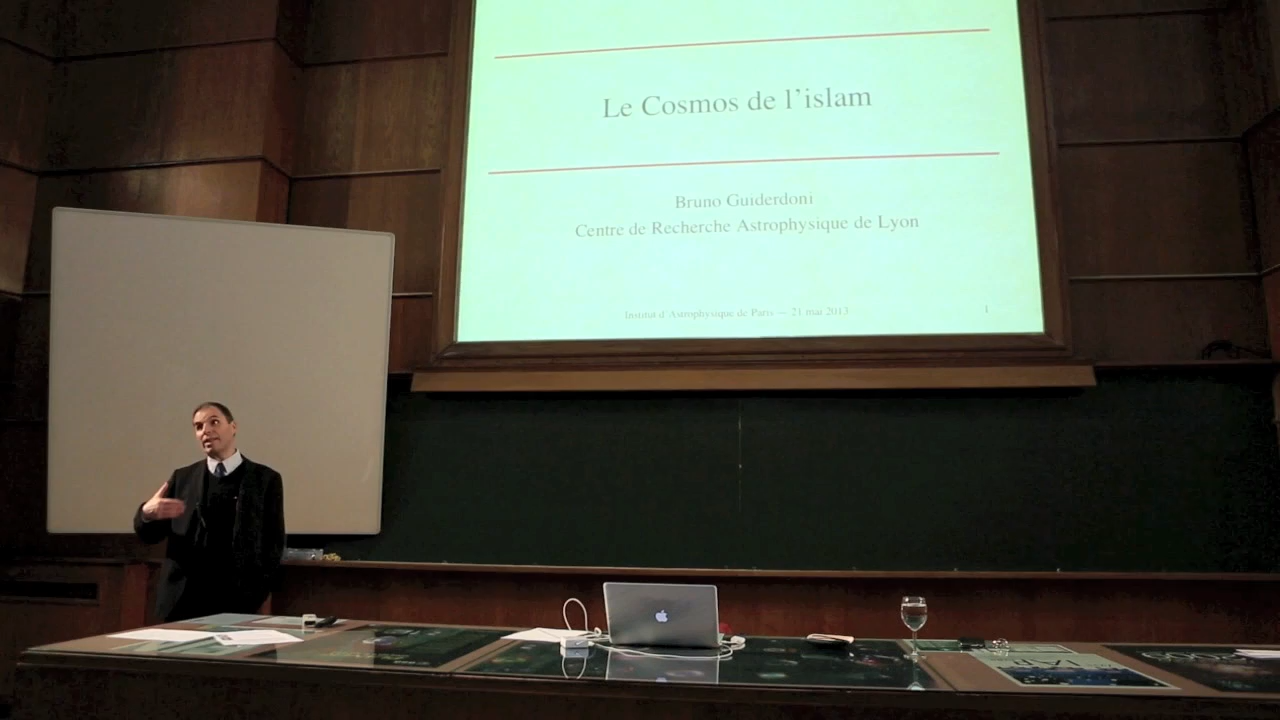 Le Cosmos de l'islam
Bruno Guiderdoni
Centre de Recherche Astrophysique de Lyon
Institut d'Astrophysique de Paris — 21 mai 2013
1